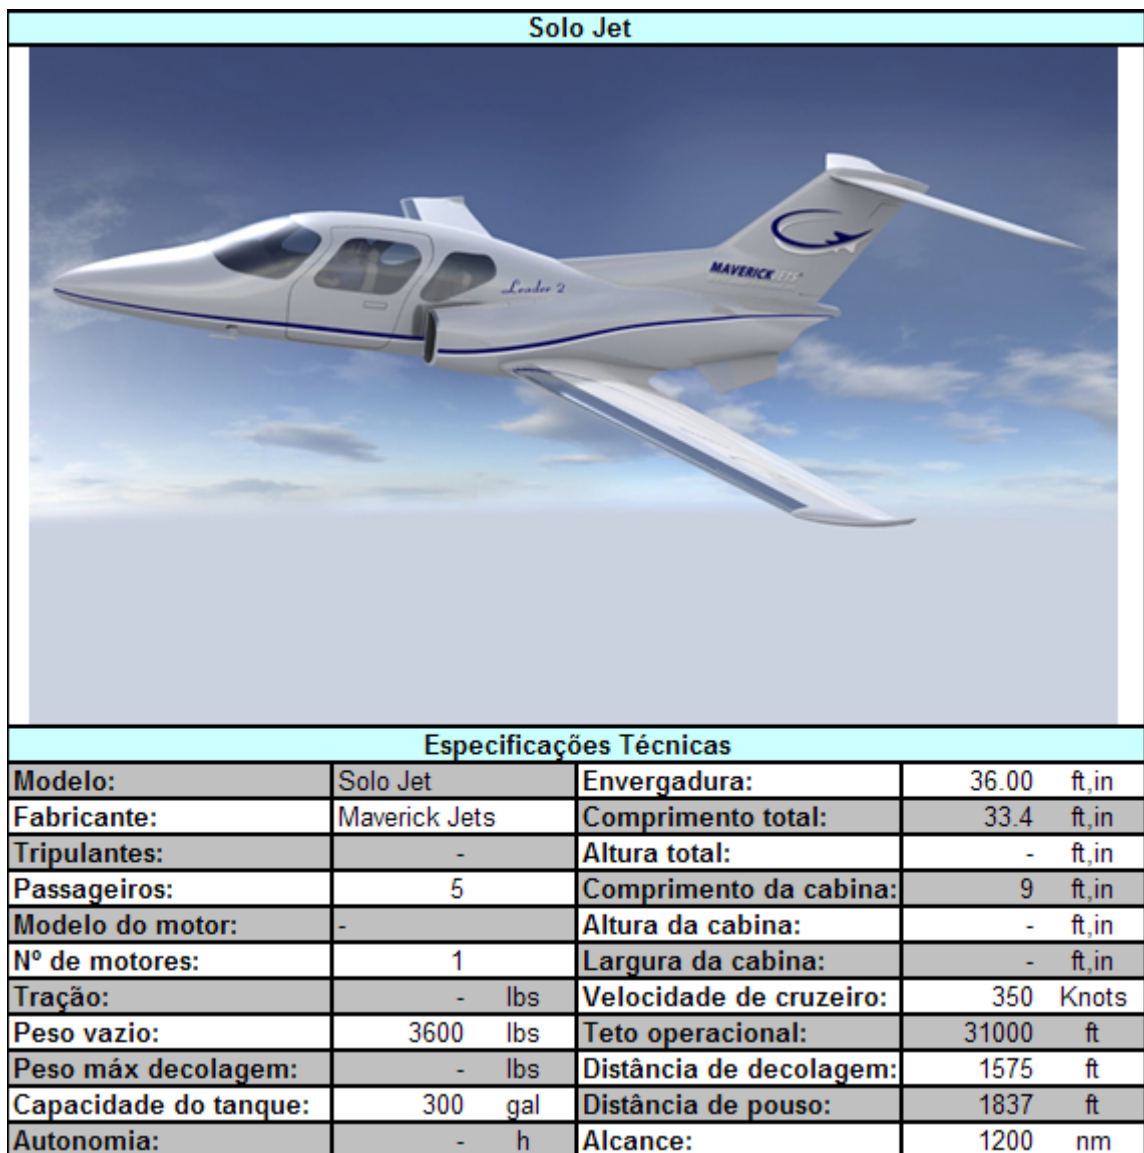 Solo Jet
Leader 2
MAVERICK JETS
Especificações Técnicas
Modelo: Solo Jet Envergadura: 36.00 ft,in
Fabricante: Maverick Jets Comprimento total: 33.4 ft,in
Tripulantes: - Altura total: - ft,in
Passageiros: 5 Comprimento da cabina: 9 ft,in
Modelo do motor: - Altura da cabina: - ft,in
Nº de motores: 1 Largura da cabina: - ft,in
Tração: - lbs Velocidade de cruzeiro: 350 Knots
Peso vazio: 3600 lbs Teto operacional: 31000 ft
Peso máx decolagem: - lbs Distância de decolagem: 1575 ft
Capacidade do tanque: 300 gal Distância de pouso: 1837 ft
Autonomia: - h Alcance: 1200 nm